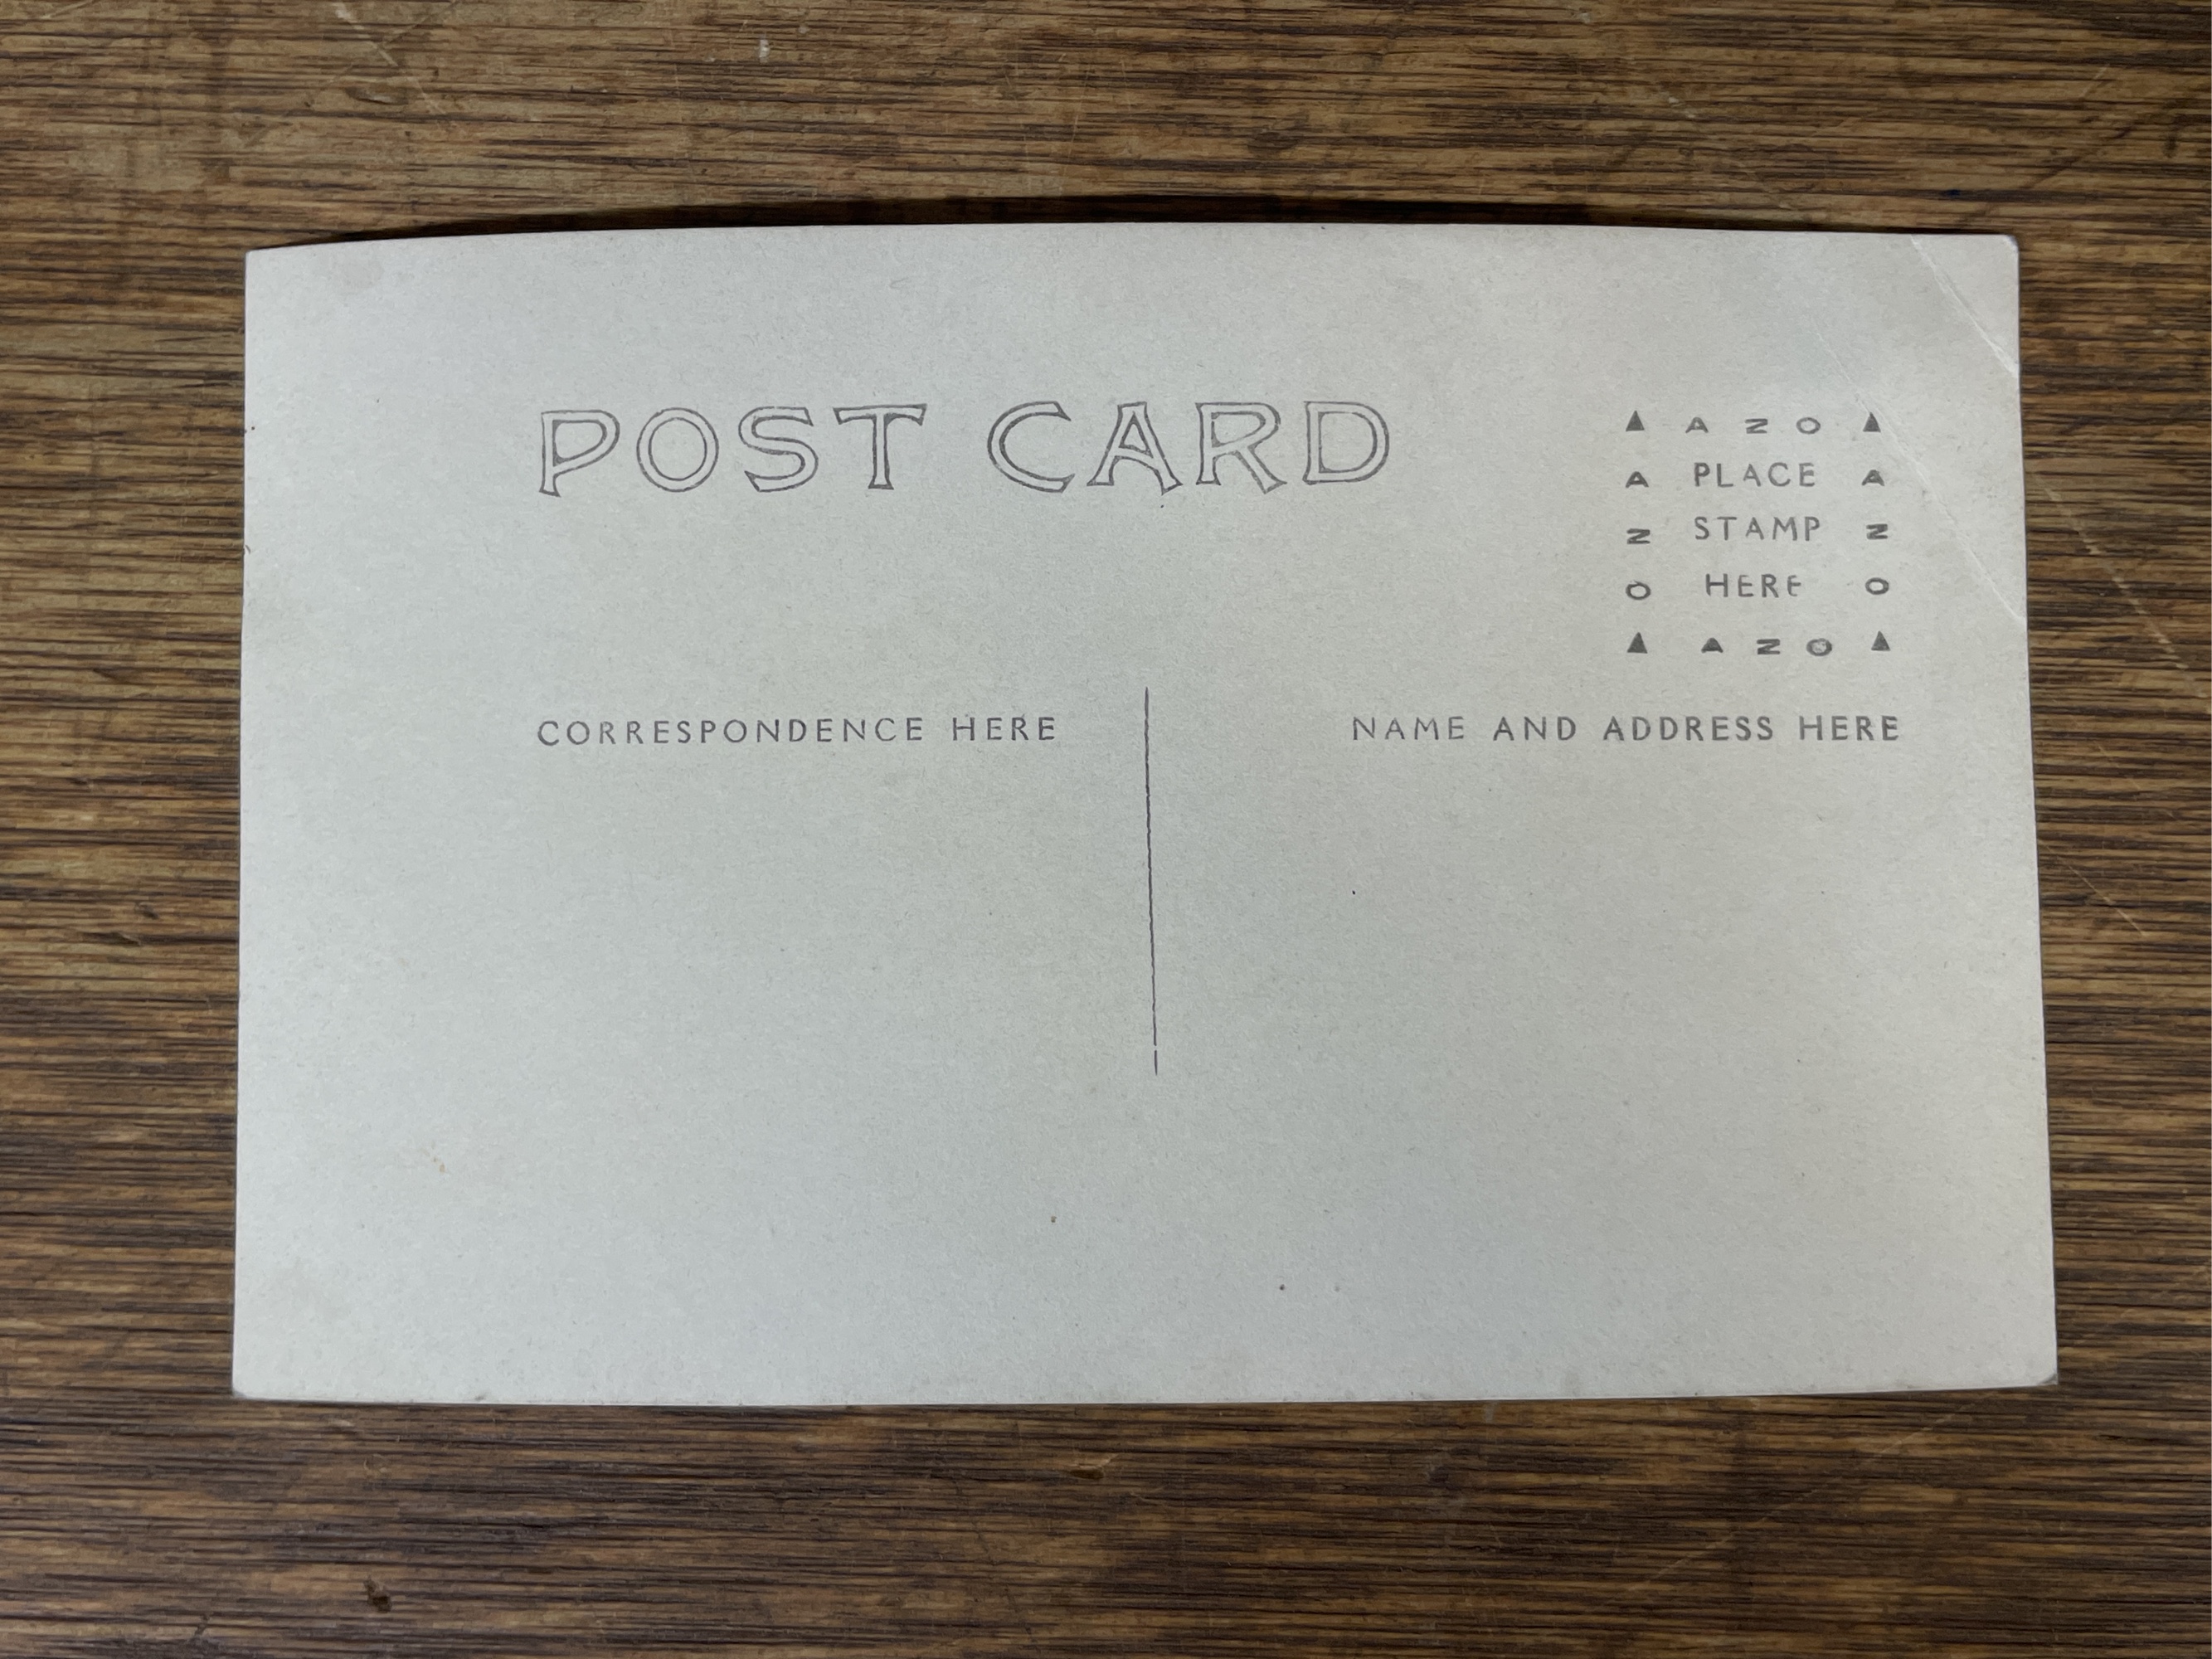 POST CARD
▲ A Z O ▲
A PLACE A
Z STAMP Z
O HERE O
▲ A Z O ▲
CORRESPONDENCE HERE
NAME AND ADDRESS HERE